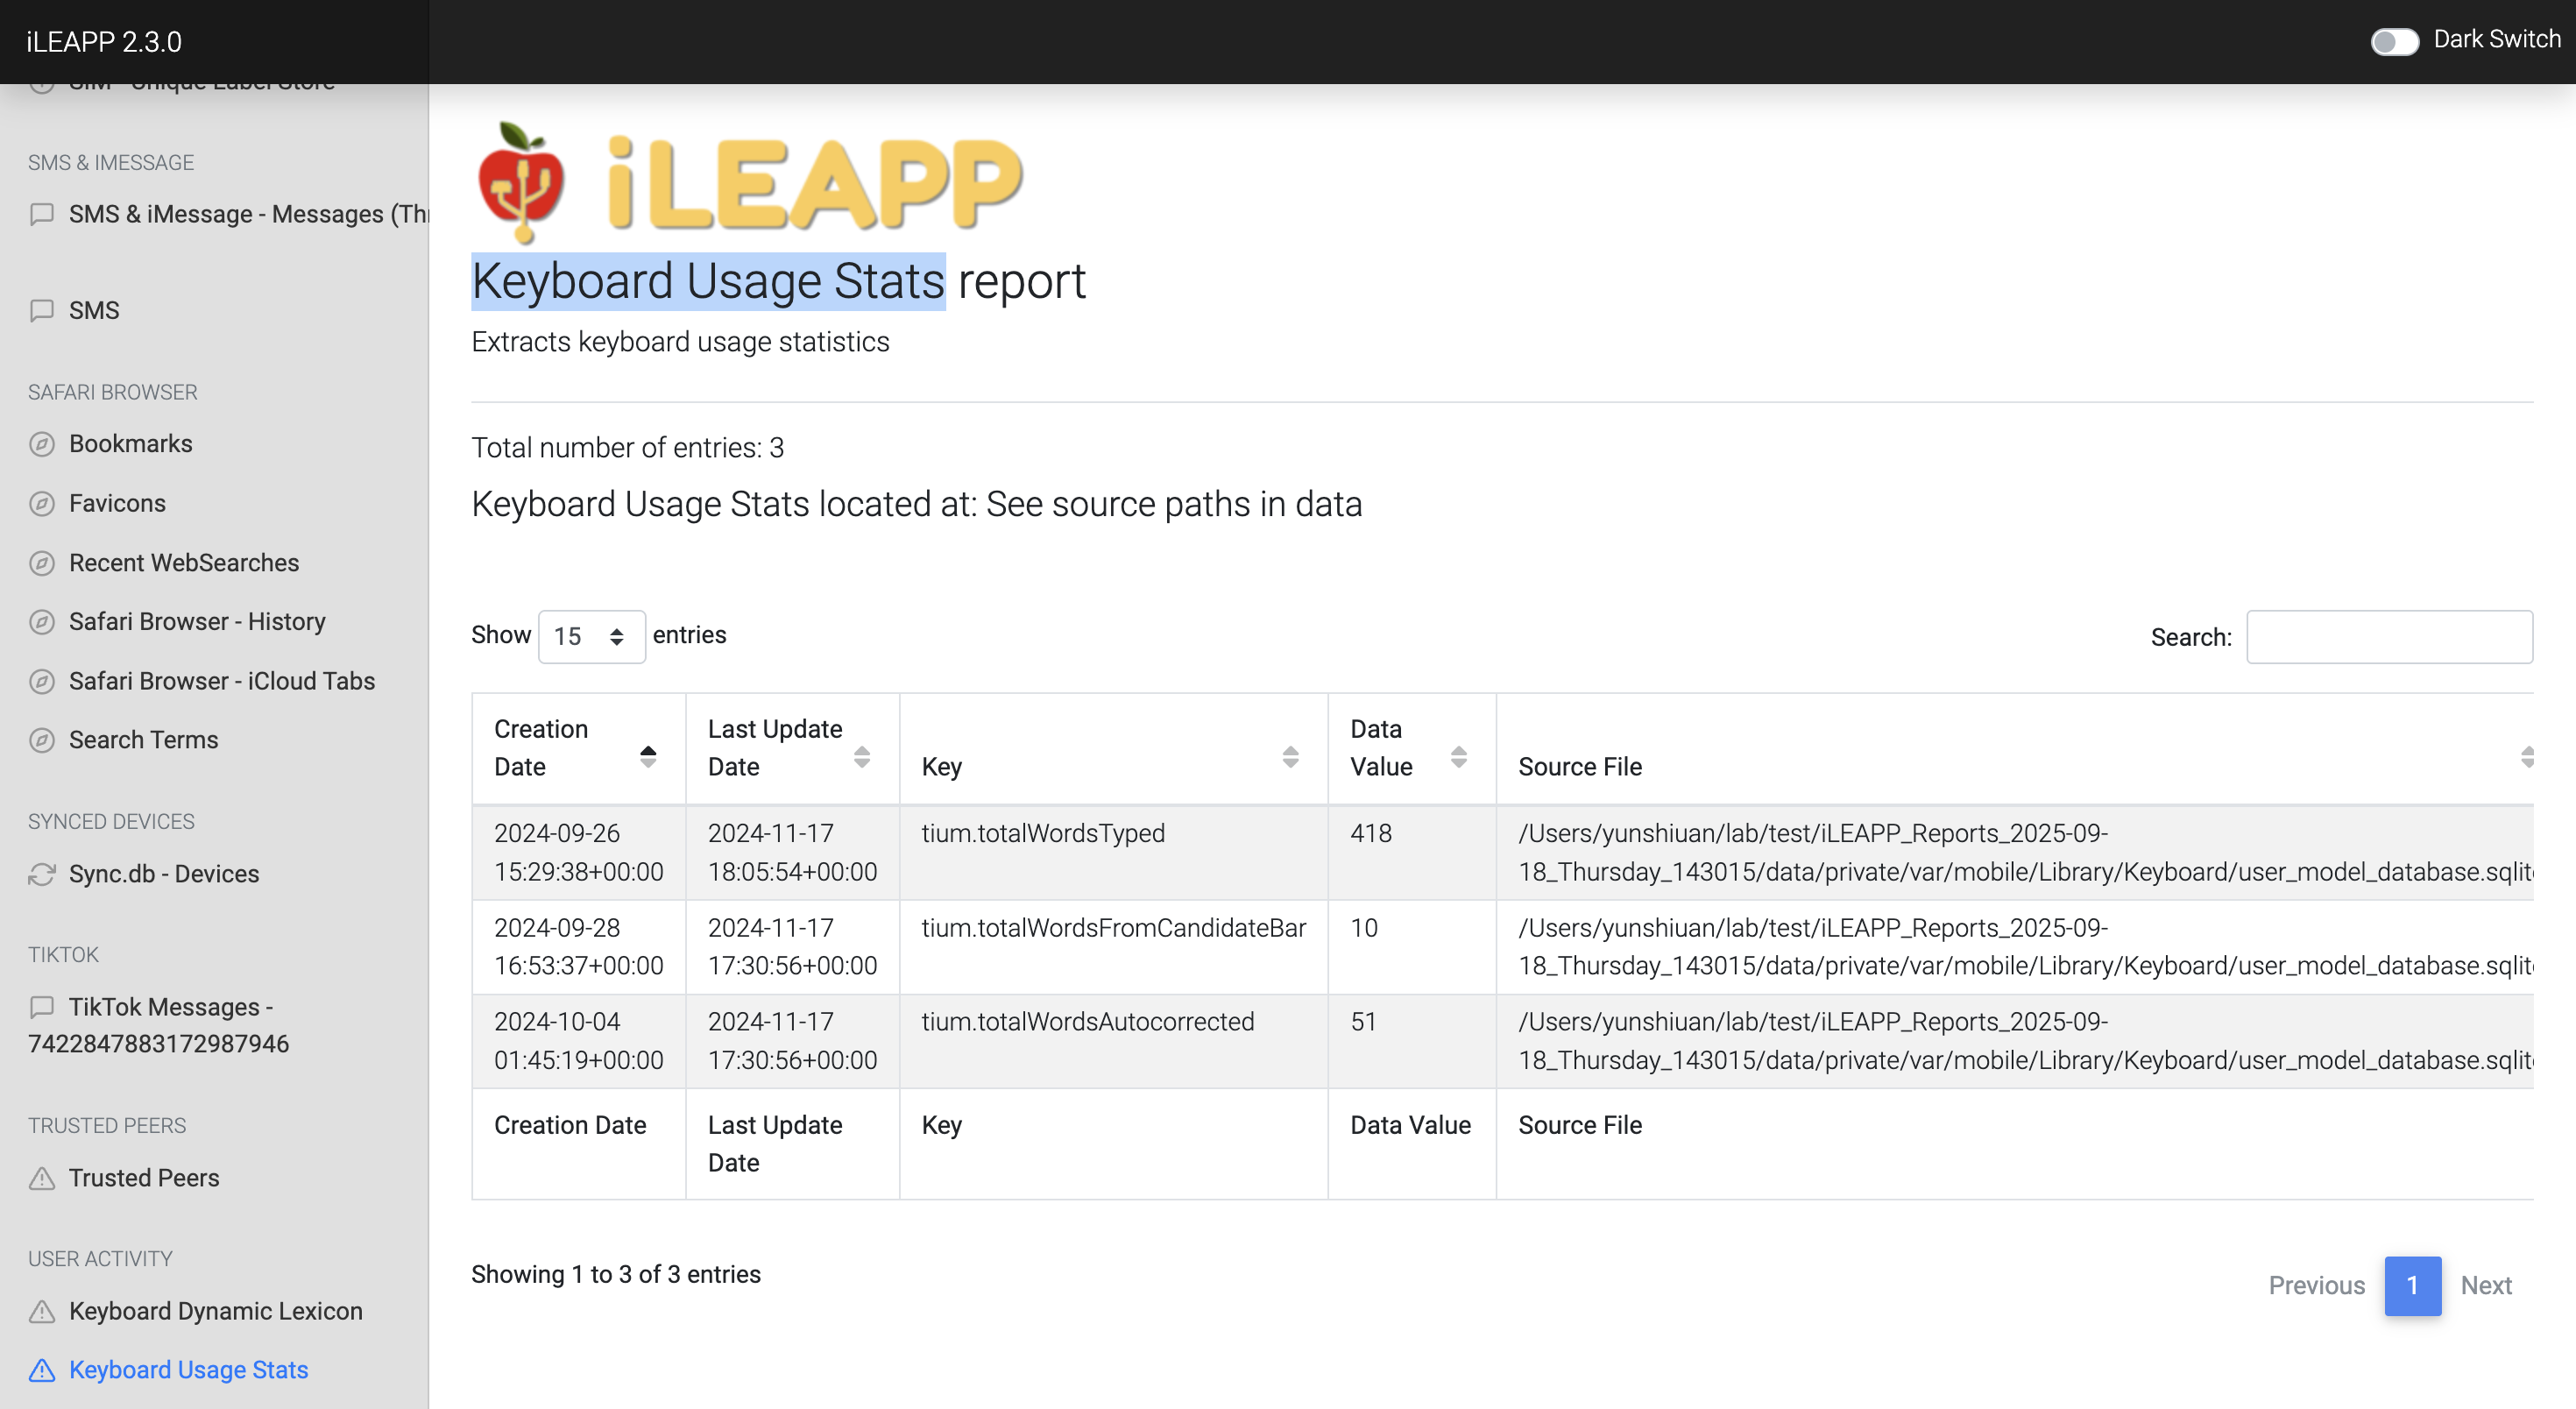 iLEAPP 2.3.0
Dark Switch
SIM - Unique Label Store
SMS & IMESSAGE
SMS & iMessage - Messages (Thr
SMS
SAFARI BROWSER
Bookmarks
Favicons
Recent WebSearches
Safari Browser - History
Safari Browser - iCloud Tabs
Search Terms
SYNCED DEVICES
Sync.db - Devices
TIKTOK
TikTok Messages -
7422847883172987946
TRUSTED PEERS
Trusted Peers
USER ACTIVITY
Keyboard Dynamic Lexicon
Keyboard Usage Stats
iLEAPP
Keyboard Usage Stats report
Extracts keyboard usage statistics
Total number of entries: 3
Keyboard Usage Stats located at: See source paths in data
Show 15 entries
Search:
Creation Date Last Update Date Key Data Value Source File
2024-09-26 2024-11-17 tium.totalWordsTyped 418 /Users/yunshiuan/lab/test/iLEAPP_Reports_2025-09-
15:29:38+00:00 18:05:54+00:00 18_Thursday_143015/data/private/var/mobile/Library/Keyboard/user_model_database.sqlit
2024-09-28 2024-11-17 tium.totalWordsFromCandidateBar 10 /Users/yunshiuan/lab/test/iLEAPP_Reports_2025-09-
16:53:37+00:00 17:30:56+00:00 18_Thursday_143015/data/private/var/mobile/Library/Keyboard/user_model_database.sqlit
2024-10-04 2024-11-17 tium.totalWordsAutocorrected 51 /Users/yunshiuan/lab/test/iLEAPP_Reports_2025-09-
01:45:19+00:00 17:30:56+00:00 18_Thursday_143015/data/private/var/mobile/Library/Keyboard/user_model_database.sqlit
Creation Date Last Update Date Key Data Value Source File
Showing 1 to 3 of 3 entries
Previous 1 Next